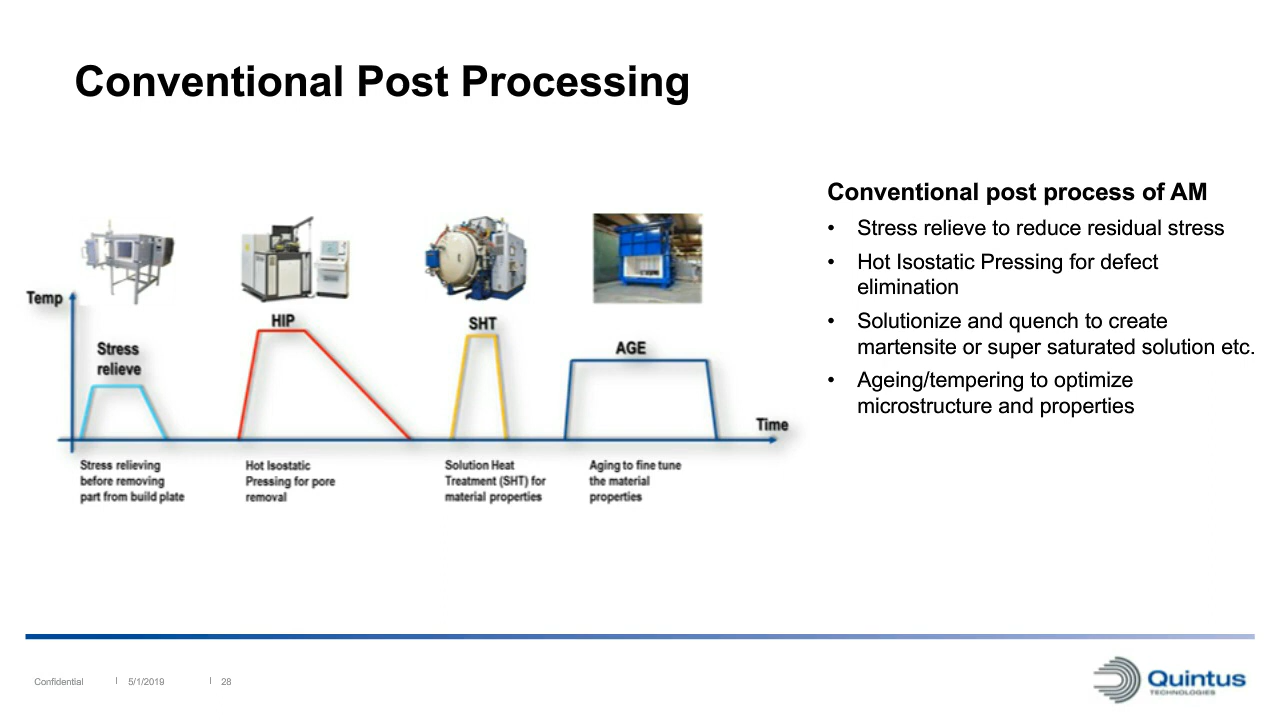 Conventional Post Processing
Conventional post process of AM
• Stress relieve to reduce residual stress
• Hot Isostatic Pressing for defect
elimination
• Solutionize and quench to create
martensite or super saturated solution etc.
• Ageing/tempering to optimize
microstructure and properties
Temp
Stress
relieve
HIP
SHT
AGE
Time
Stress relieving
before removing
part from build plate
Hot Isostatic
Pressing for pore
removal
Solution Heat
Treatment (SHT) for
material properties
Aging to fine tune
the material
properties
Confidential | 5/1/2019 | 28
Quintus
TECHNOLOGIES